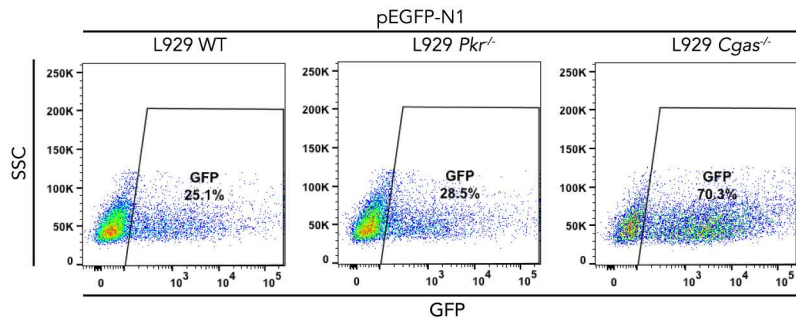 pEGFP-N1
L929 WT
L929 Pkr-/-
L929 Cgas-/-
SSC
250K
200K
150K
100K
50K
0
GFP
25.1%
0 10^3 10^4 10^5
250K
200K
150K
100K
50K
0
GFP
28.5%
0 10^3 10^4 10^5
250K
200K
150K
100K
50K
0
GFP
70.3%
0 10^3 10^4 10^5
GFP